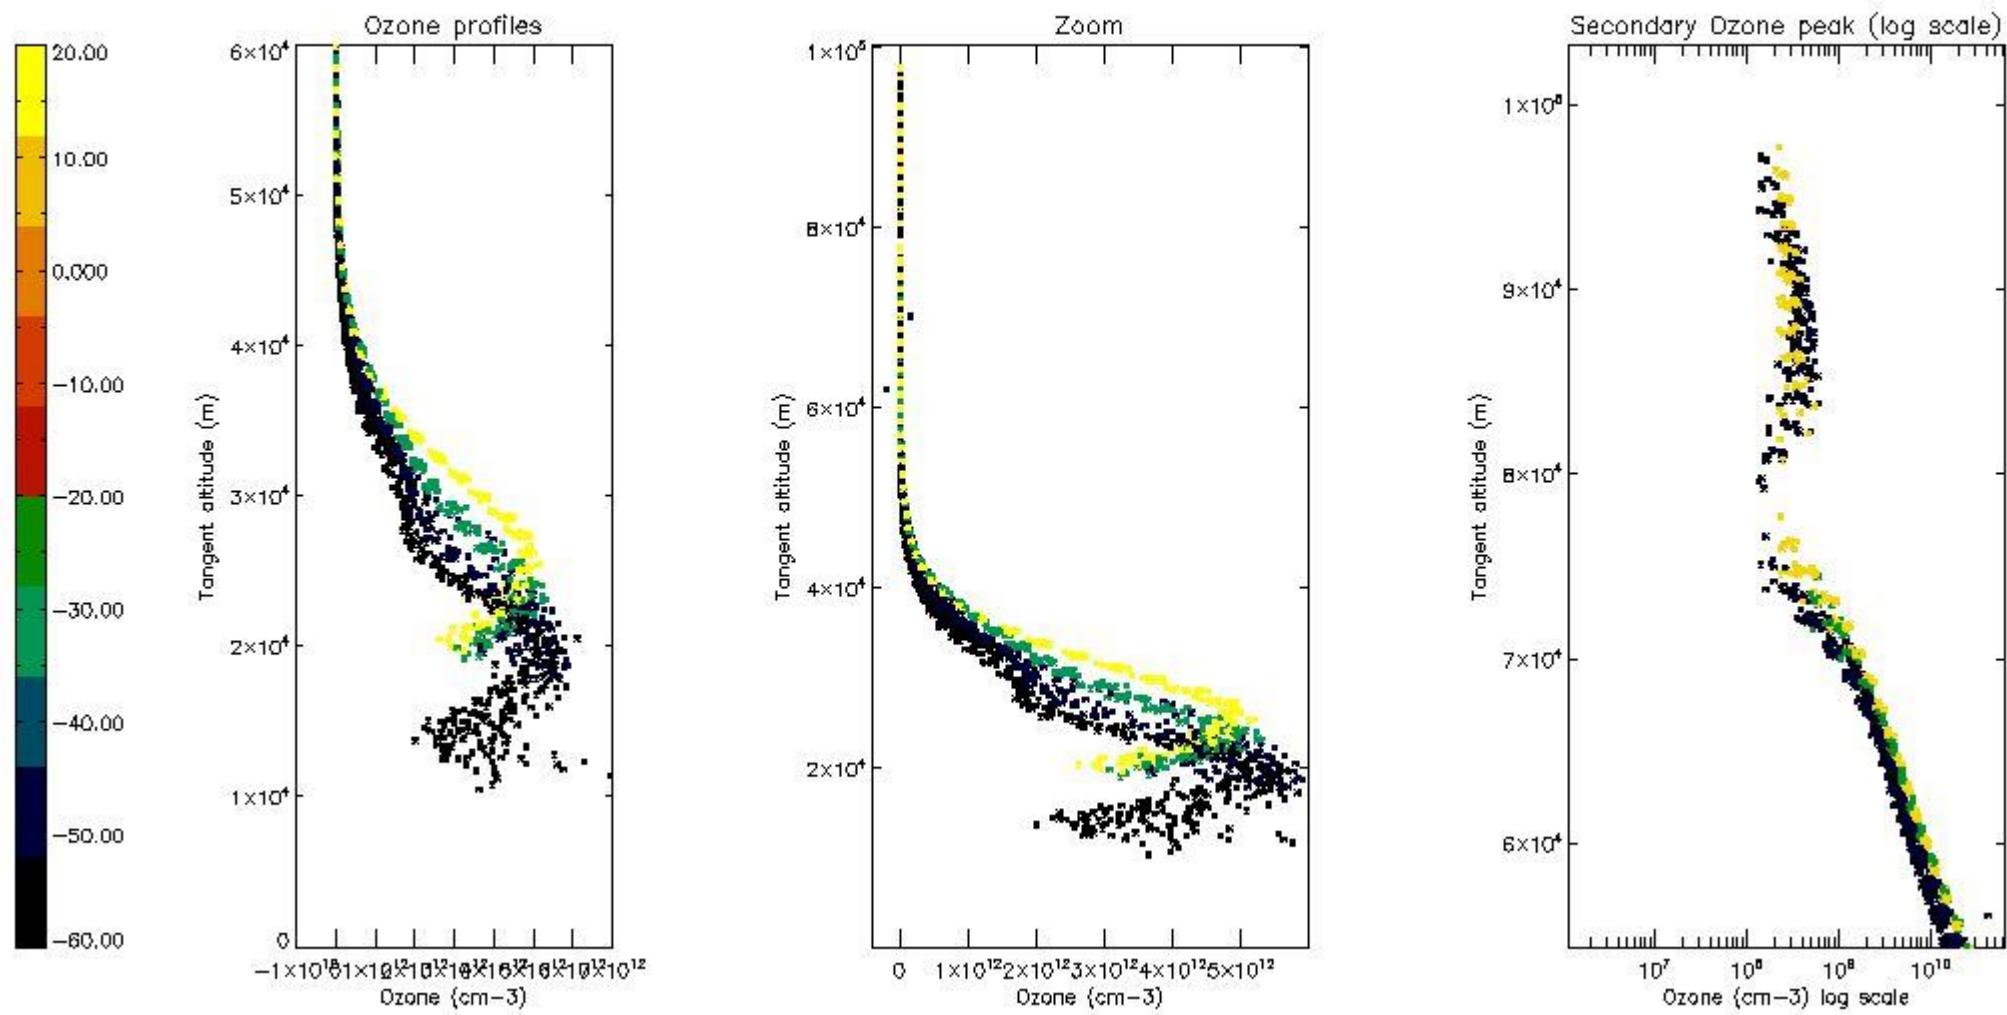 Ozone profiles
Zoom
Secondary Ozone peak (log scale)
20.00
10.00
0.000
−10.00
−20.00
−30.00
−40.00
−50.00
−60.00
6×10⁴
5×10⁴
4×10⁴
3×10⁴
2×10⁴
1×10⁴
0
Tangent altitude (m)
Ozone (cm−3)
1×10⁵
8×10⁴
6×10⁴
4×10⁴
2×10⁴
Tangent altitude (m)
0 1×10¹² 2×10¹² 3×10¹² 4×10¹² 5×10¹²
Ozone (cm−3)
9×10⁴
8×10⁴
7×10⁴
6×10⁴
Tangent altitude (m)
10⁷ 10⁸ 10⁹ 10¹⁰
Ozone (cm−3) log scale